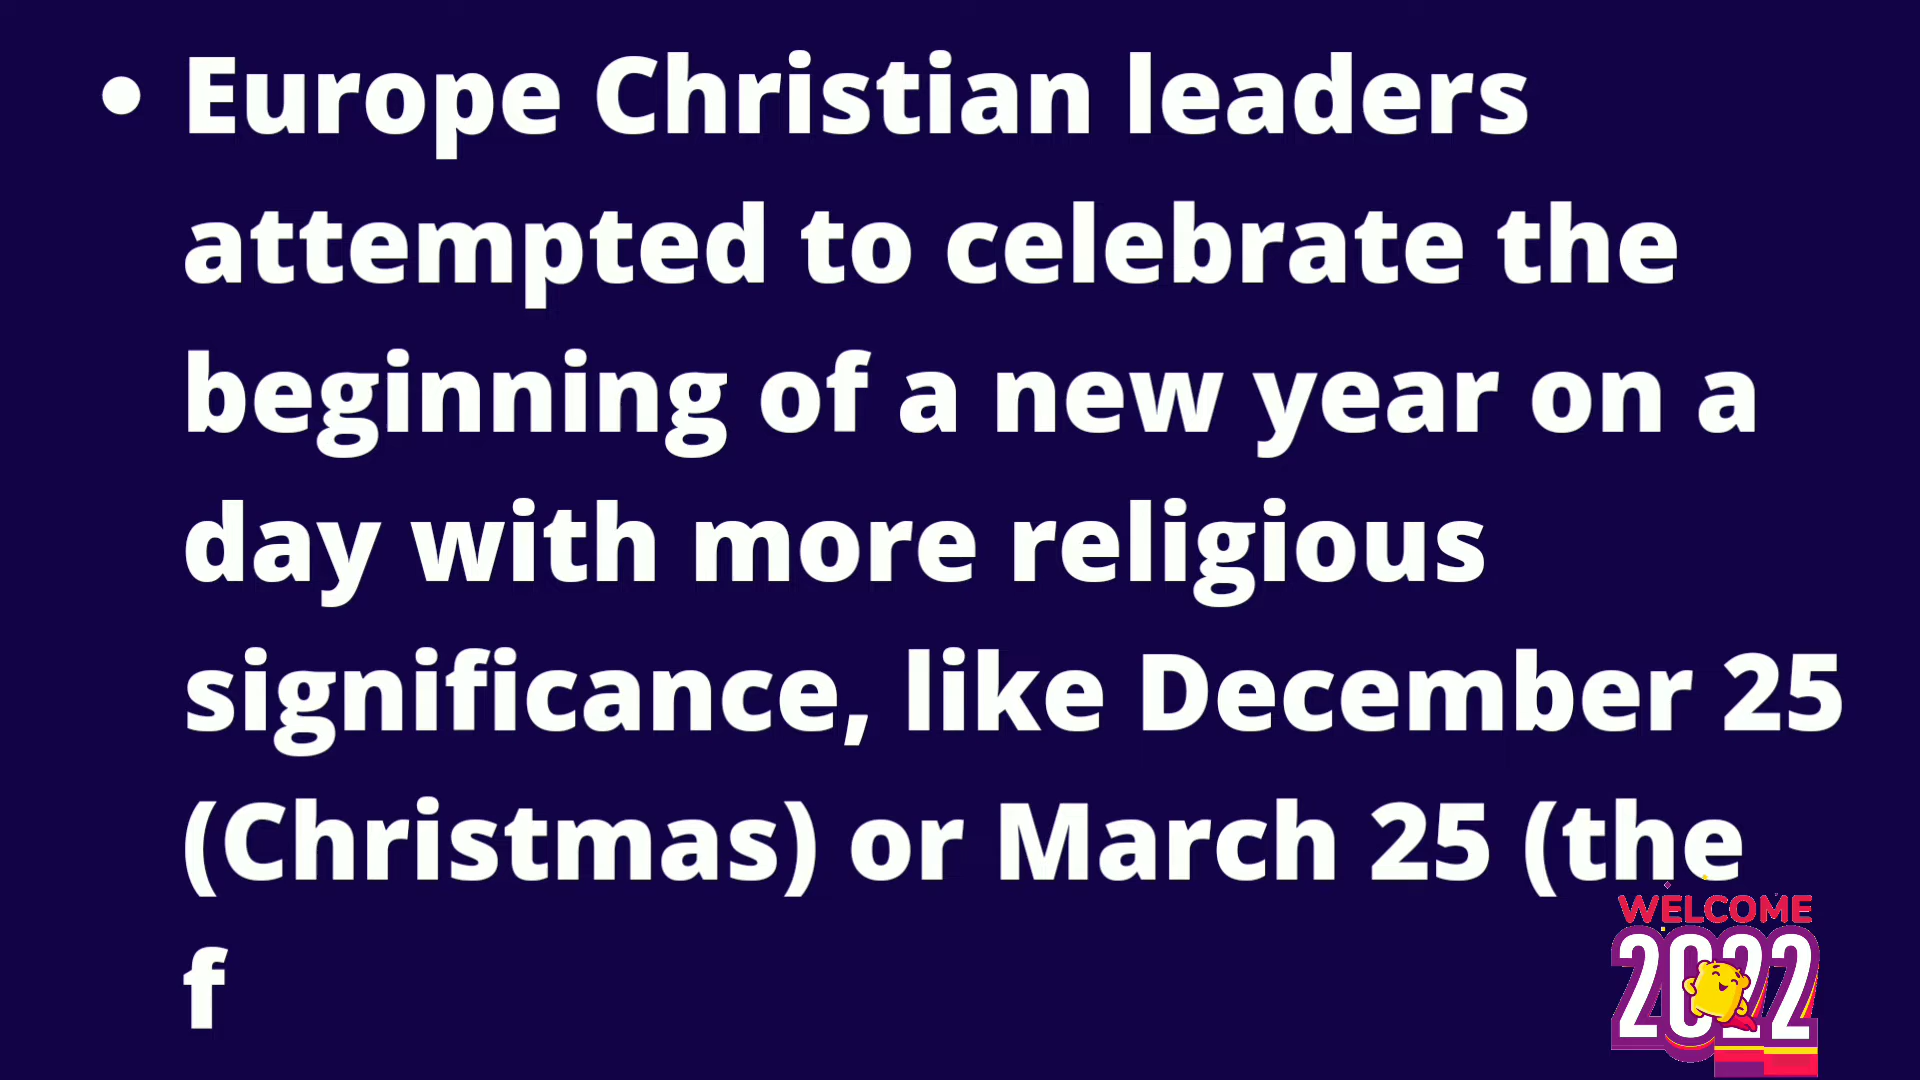 • Europe Christian leaders
attempted to celebrate the
beginning of a new year on a
day with more religious
significance, like December 25
(Christmas) or March 25 (the
f
WELCOME
2022